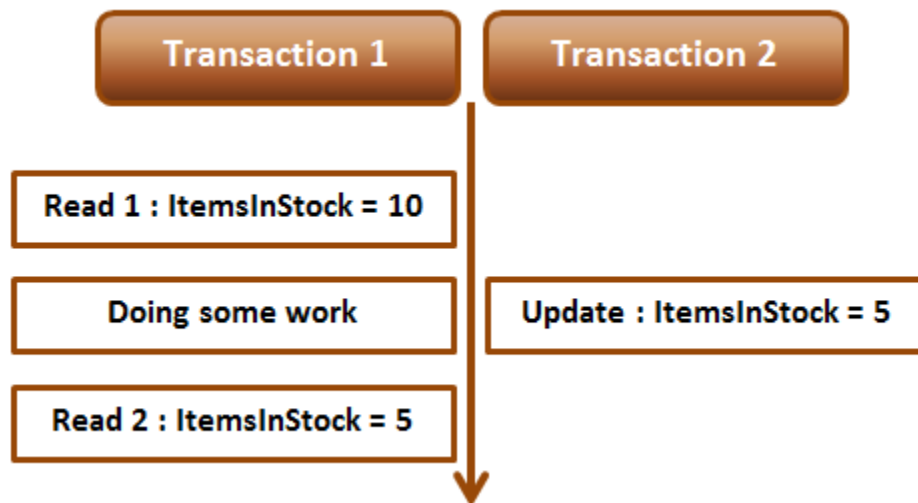 Transaction 1
Transaction 2
Read 1 : ItemsInStock = 10
Doing some work
Update : ItemsInStock = 5
Read 2 : ItemsInStock = 5